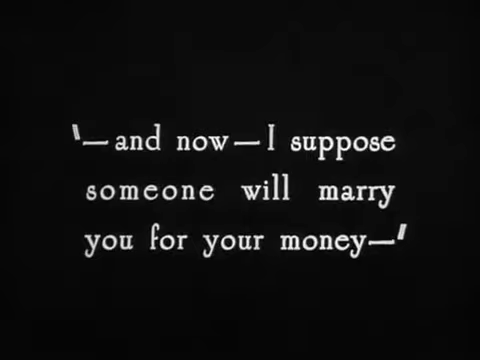 "—and now—I suppose
someone will marry
you for your money—"